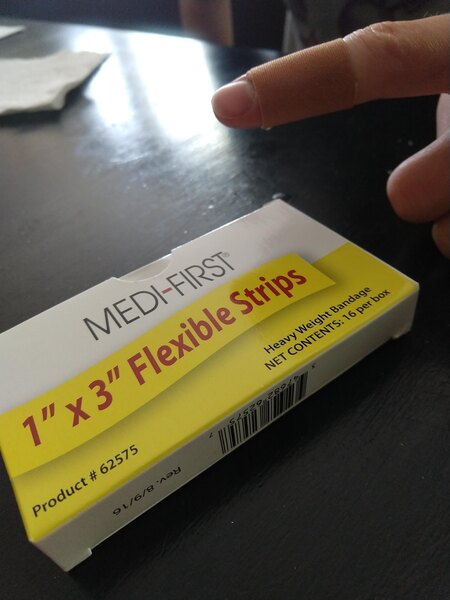 MEDI-FIRST®
1" x 3" Flexible Strips
Heavy Weight Bandage
NET CONTENTS: 16 per box
Product # 62575
Rev. 8/9/16